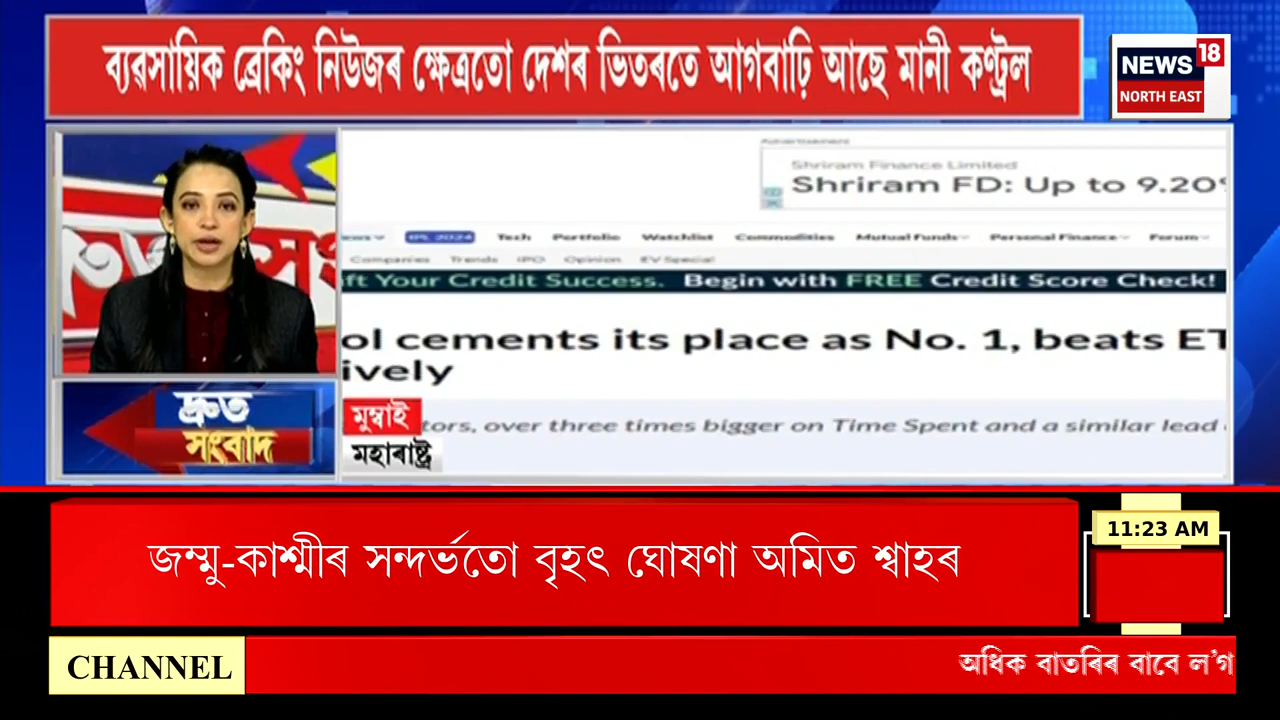 ব্যৱসায়িক ব্ৰেকিং নিউজৰ ক্ষেত্ৰতো দেশৰ ভিতৰতে আগবাঢ়ি আছে মানী কণ্ট্ৰল
NEWS 18
NORTH EAST
Advertisement
Shriram Finance Limited
Shriram FD: Up to 9.20%
ews IPL 2024 Tech Portfolio Watchlist Commodities Mutual Funds Personal Finance Forum
Companies Trends IPO Opinion EV Special
ft Your Credit Success. Begin with FREE Credit Score Check!
ol cements its place as No. 1, beats ET
ively
মুম্বাই
tors, over three times bigger on Time Spent and a similar lead
মহাৰাষ্ট্ৰ
দ্ৰুত
সংবাদ
জম্মু-কাশ্মীৰ সন্দৰ্ভতো বৃহৎ ঘোষণা অমিত শ্বাহৰ
11:23 AM
CHANNEL
অধিক বাতৰিৰ বাবে ল'গ